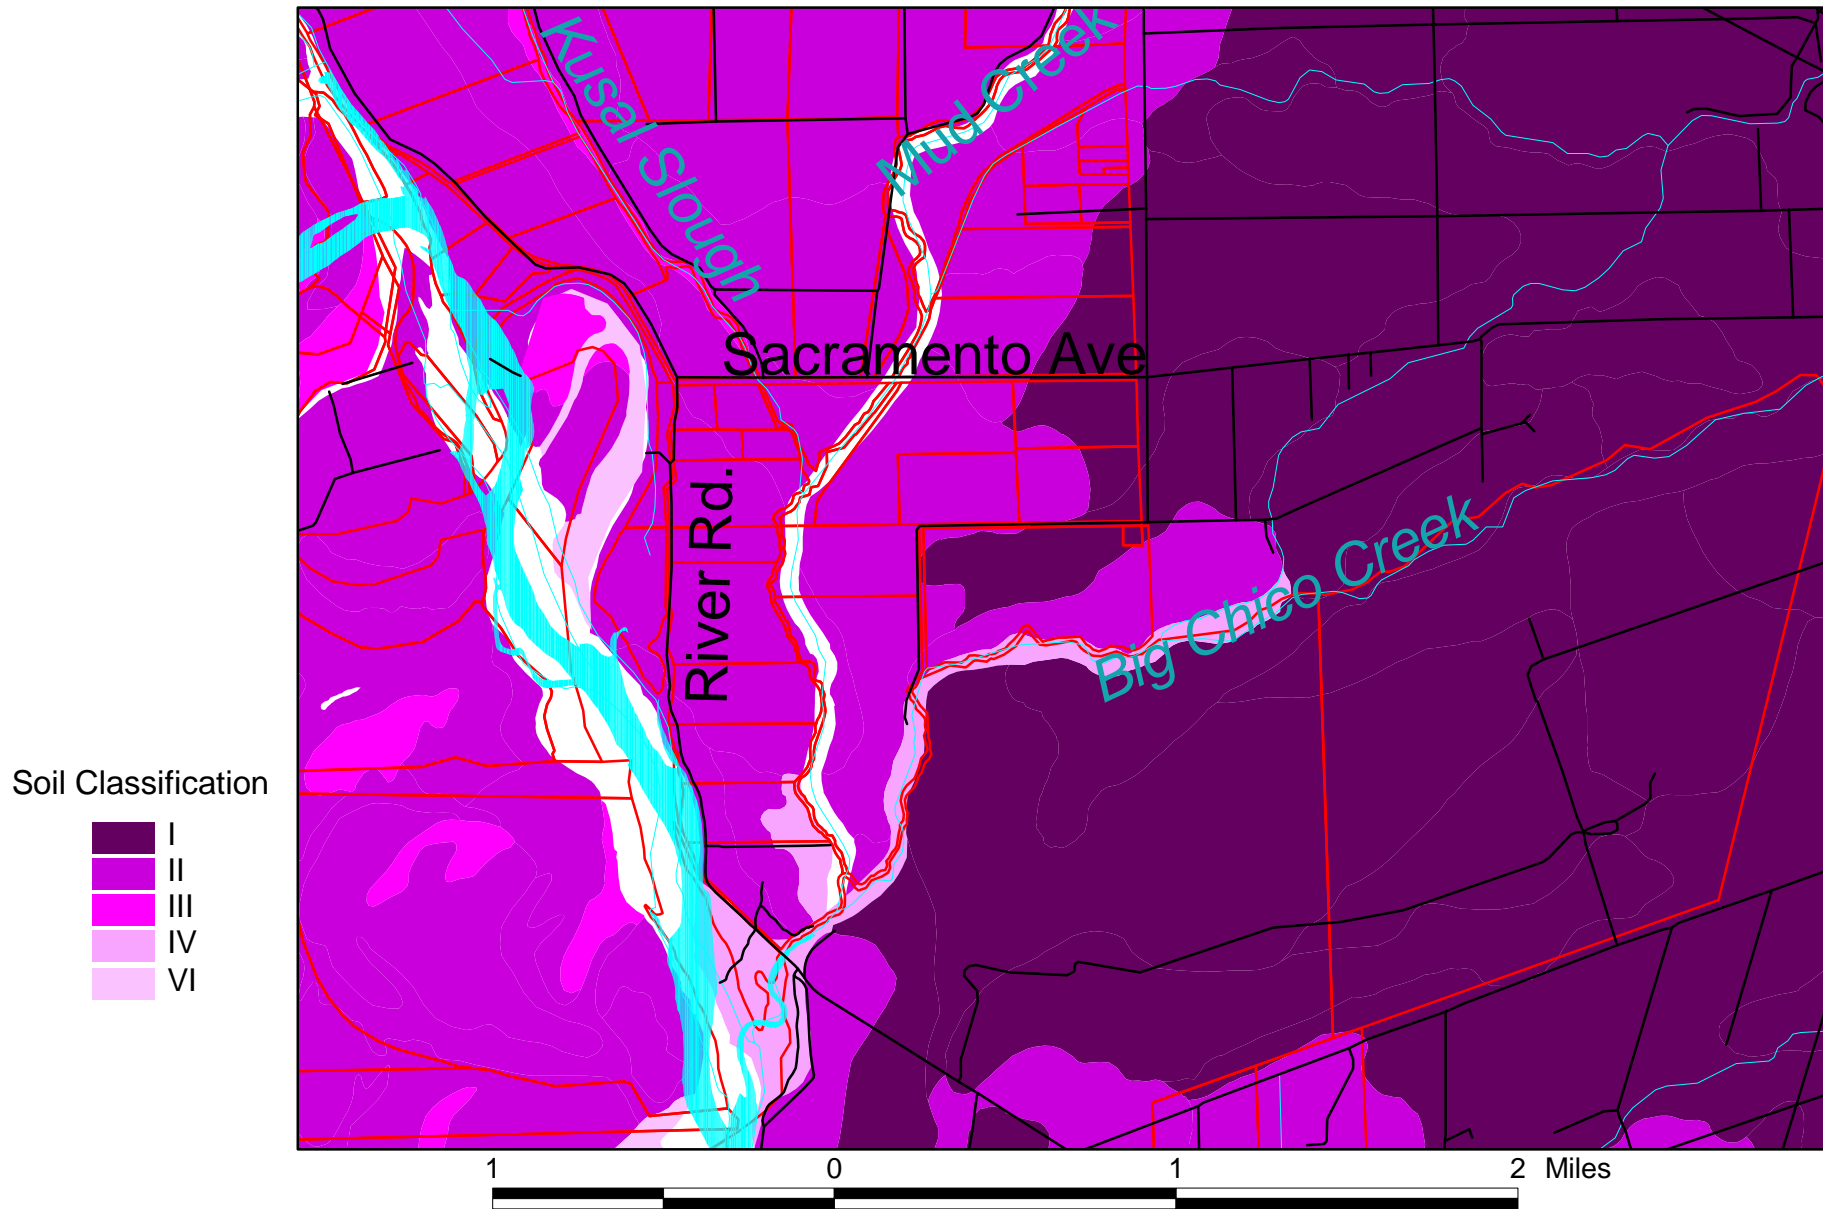 Kusal Slough
Mud Creek
Sacramento Ave
River Rd.
Big Chico Creek
Soil Classification
I
II
III
IV
VI
1 0 1 2 Miles